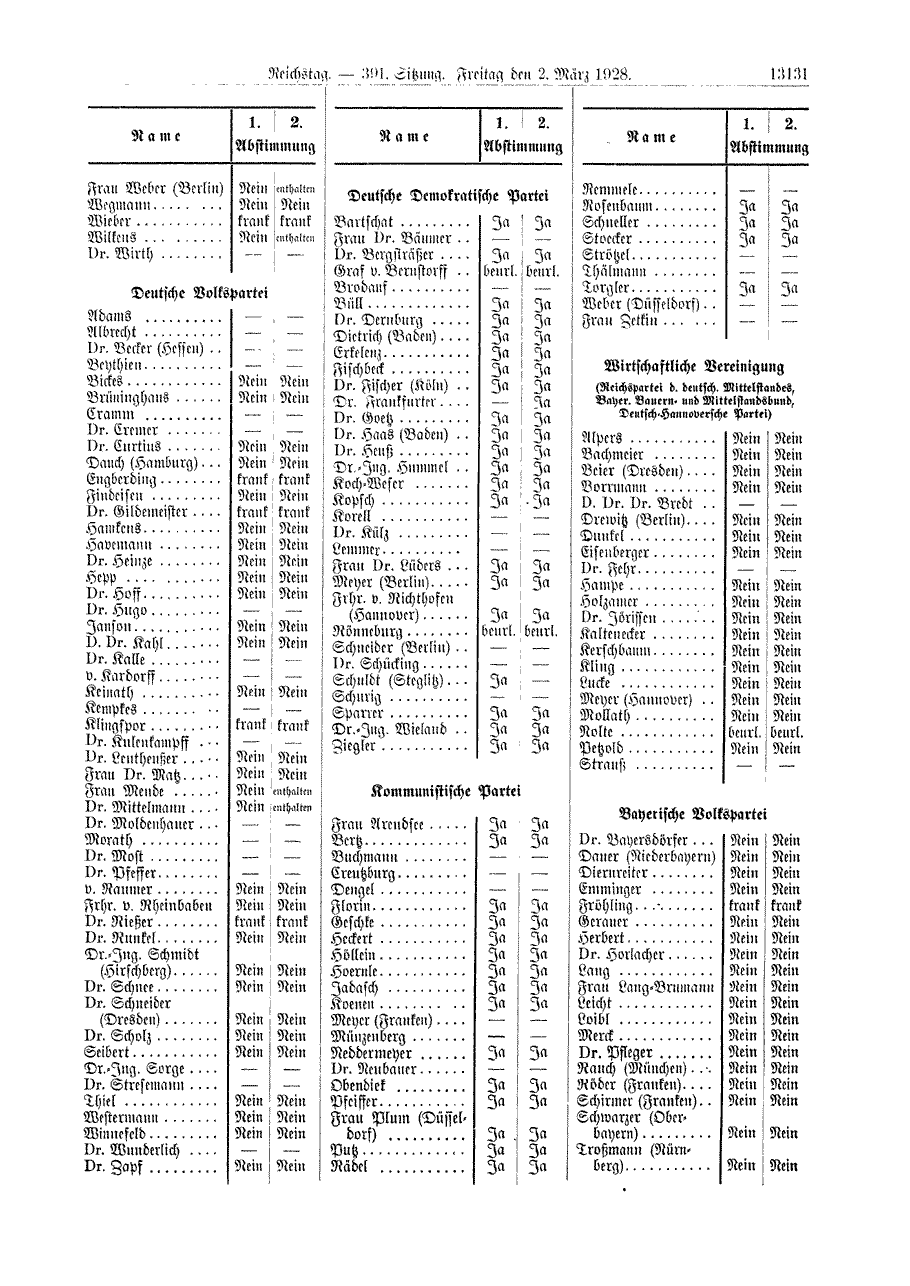 Reichstag. — 391. Sitzung. Freitag den 2. März 1928. 13131
Name 1. 2.
Abstimmung
Frau Weber (Berlin) Nein enthalten
Wegmann..... ... Nein Nein
Wieber .......... krank krank
Wilkens ... ...... Nein enthalten
Dr. Wirth ........ — —
Deutsche Volkspartei
Adams .......... — —
Albrecht .......... — —
Dr. Becker (Hessen) .. — —
Beythien.......... — —
Bickes ............ Nein Nein
Brüninghaus ...... Nein Nein
Cramm .......... — —
Dr. Cremer ....... — —
Dr. Curtius ....... Nein Nein
Dauch (Hamburg)... Nein Nein
Engberding........ krank krank
Findeisen ......... Nein Nein
Dr. Gildemeister .... krank krank
Hamkens.......... Nein Nein
Havemann ........ Nein Nein
Dr. Heinze ........ Nein Nein
Hepp .... ....... Nein Nein
Dr. Hoff.......... Nein Nein
Dr. Hugo ......... — —
Janson........... Nein Nein
D. Dr. Kahl....... Nein Nein
Dr. Kalle ......... — —
v. Kardorff ....... — —
Keinath .......... Nein Nein
Kempkes ....... .. — —
Klingspor ......... krank krank
Dr. Kulenkampff ... — —
Dr. Leutheußer ..... Nein Nein
Frau Dr. Matz..... Nein Nein
Frau Mende ...... Nein enthalten
Dr. Mittelmann .... Nein enthalten
Dr. Moldenhauer ... — —
Morath .......... — —
Dr. Most ......... — —
Dr. Pfeffer........ — —
v. Raumer ........ Nein Nein
Frhr. v. Rheinbaben Nein Nein
Dr. Rießer ........ krank krank
Dr. Runkel........ Nein Nein
Dr.-Ing. Schmidt
(Hirschberg)...... Nein Nein
Dr. Schnee ........ Nein Nein
Dr. Schneider
(Dresden) ....... Nein Nein
Dr. Scholz ........ Nein Nein
Seibert........... Nein Nein
Dr.-Ing. Sorge .... — —
Dr. Stresemann .... — —
Thiel ............ Nein Nein
Westermann ....... Nein Nein
Winnefeld......... Nein Nein
Dr. Wunderlich .... — —
Dr. Zapf ......... Nein Nein
Name 1. 2.
Abstimmung
Deutsche Demokratische Partei
Bartschat ......... Ja Ja
Frau Dr. Bäumer .. — —
Dr. Bergsträßer .... Ja Ja
Graf v. Bernstorff .. beurl. beurl.
Brodauf .......... — —
Büll ............. Ja Ja
Dr. Dernburg ..... Ja Ja
Dietrich (Baden).... Ja Ja
Erkelenz........... Ja Ja
Fischbeck ......... Ja Ja
Dr. Fischer (Köln) .. Ja Ja
Dr. Frankfurter .... — Ja
Dr. Goetz ......... Ja Ja
Dr. Haas (Baden) .. Ja Ja
Dr. Heuß ......... Ja Ja
Dr.-Ing. Hummel .. Ja Ja
Koch-Weser ....... Ja Ja
Kopsch ........... Ja Ja
Korell ........... — —
Dr. Külz ......... — —
Lemmer.......... — —
Frau Dr. Lüders ... Ja Ja
Meyer (Berlin)..... Ja Ja
Frhr. v. Richthofen
(Hannover)...... Ja Ja
Rönneburg ........ beurl. beurl.
Schneider (Berlin) .. — —
Dr. Schücking...... — —
Schuldt (Steglitz)... Ja —
Schurig .......... — —
Sparrer .......... Ja Ja
Dr.-Ing. Wieland .. Ja Ja
Ziegler ........... Ja Ja
Kommunistische Partei
Frau Arendsee ..... Ja Ja
Bertz............. Ja Ja
Buchmann ........ — —
Creutzburg......... — —
Dengel ........... — —
Florin............ Ja Ja
Geschke .......... Ja Ja
Heckert .......... Ja Ja
Höllein........... Ja Ja
Hoernle........... Ja Ja
Jadasch .......... Ja Ja
Koenen ....... .. Ja Ja
Meyer (Franken).... — —
Münzenberg ....... — —
Neddermeyer ...... Ja Ja
Dr. Neubauer...... — —
Obendiek ......... Ja Ja
Pfeiffer........... Ja Ja
Frau Plum (Düssel-
dorf) .......... Ja Ja
Putz............. Ja Ja
Rädel ........... Ja Ja
Name 1. 2.
Abstimmung
Remmele.......... — —
Rosenbaum........ Ja Ja
Schneller ......... Ja Ja
Stoecker .......... Ja Ja
Strötzel........... — —
Thälmann ........ — —
Torgler........... Ja Ja
Weber (Düsseldorf).. — —
Frau Zetkin ... ... — —
Wirtschaftliche Vereinigung
(Reichspartei d. deutsch. Mittelstandes,
Bayer. Bauern- und Mittelstandsbund,
Deutsch-Hannoversche Partei)
Alpers ........... Nein Nein
Bachmeier ........ Nein Nein
Beier (Dresden).... Nein Nein
Borrmann ........ Nein Nein
D. Dr. Dr. Bredt .. — —
Drewitz (Berlin).... Nein Nein
Dunkel ........... Nein Nein
Eisenberger ........ Nein Nein
Dr. Fehr.......... — —
Hampe ........... Nein Nein
Holzamer ......... Nein Nein
Dr. Jörissen ....... Nein Nein
Kaltenecker ........ Nein Nein
Kerschbaum........ Nein Nein
Kling ............ Nein Nein
Lucke ............ Nein Nein
Meyer (Hannover) .. Nein Nein
Mollath .......... Nein Nein
Nolte ............ beurl. beurl.
Petzold ........... Nein Nein
Strauß .......... — —
Bayerische Volkspartei
Dr. Bayersdörfer ... Nein Nein
Dauer (Niederbayern) Nein Nein
Diernreiter ........ Nein Nein
Emminger ........ Nein Nein
Fröhling.......... krank krank
Gerauer .......... Nein Nein
Herbert........... Nein Nein
Dr. Horlacher ...... Nein Nein
Lang ............ Nein Nein
Frau Lang-Brumann Nein Nein
Leicht ............ Nein Nein
Loibl ............ Nein Nein
Merck ............ Nein Nein
Dr. Pfleger ....... Nein Nein
Rauch (München) ... Nein Nein
Röder (Franken).... Nein Nein
Schirmer (Franken).. Nein Nein
Schwarzer (Ober-
bayern) ......... Nein Nein
Troßmann (Nürn-
berg)........... Nein Nein